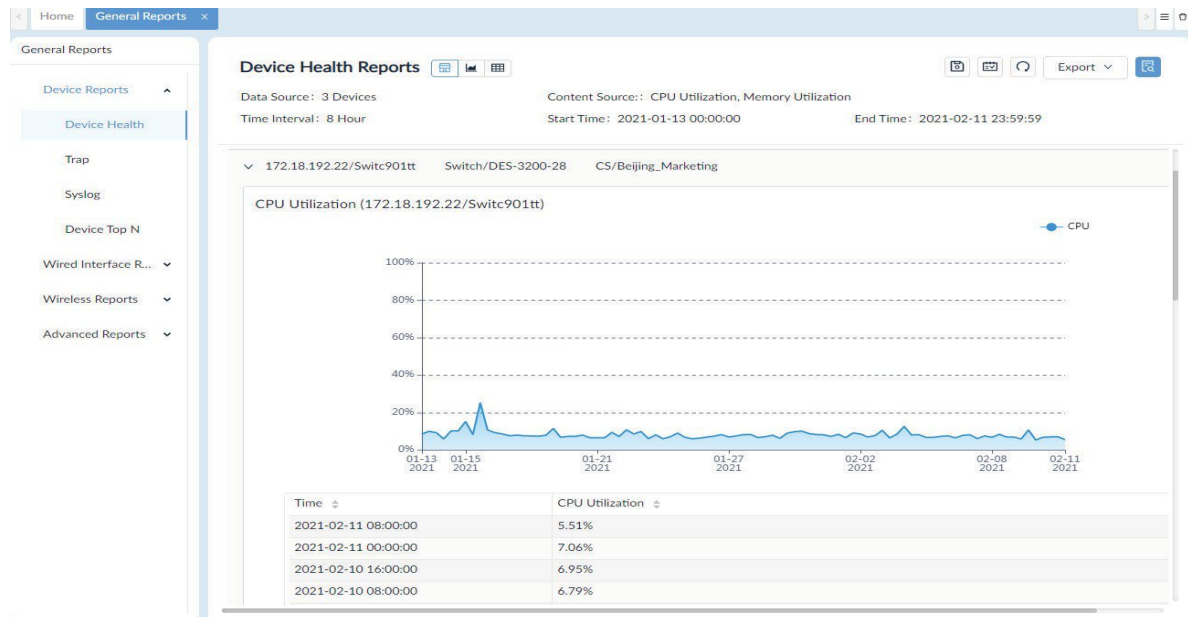 Home General Reports ×
General Reports
Device Reports
Device Health
Trap
Syslog
Device Top N
Wired Interface R...
Wireless Reports
Advanced Reports
Device Health Reports
Export
Data Source: 3 Devices Content Source:: CPU Utilization, Memory Utilization
Time Interval: 8 Hour Start Time: 2021-01-13 00:00:00 End Time: 2021-02-11 23:59:59
172.18.192.22/Switc901tt Switch/DES-3200-28 CS/Beijing_Marketing
CPU Utilization (172.18.192.22/Switc901tt)
CPU
100%
80%
60%
40%
20%
0%
01-13 01-15 01-21 01-27 02-02 02-08 02-11
2021 2021 2021 2021 2021 2021 2021
Time CPU Utilization
2021-02-11 08:00:00 5.51%
2021-02-11 00:00:00 7.06%
2021-02-10 16:00:00 6.95%
2021-02-10 08:00:00 6.79%